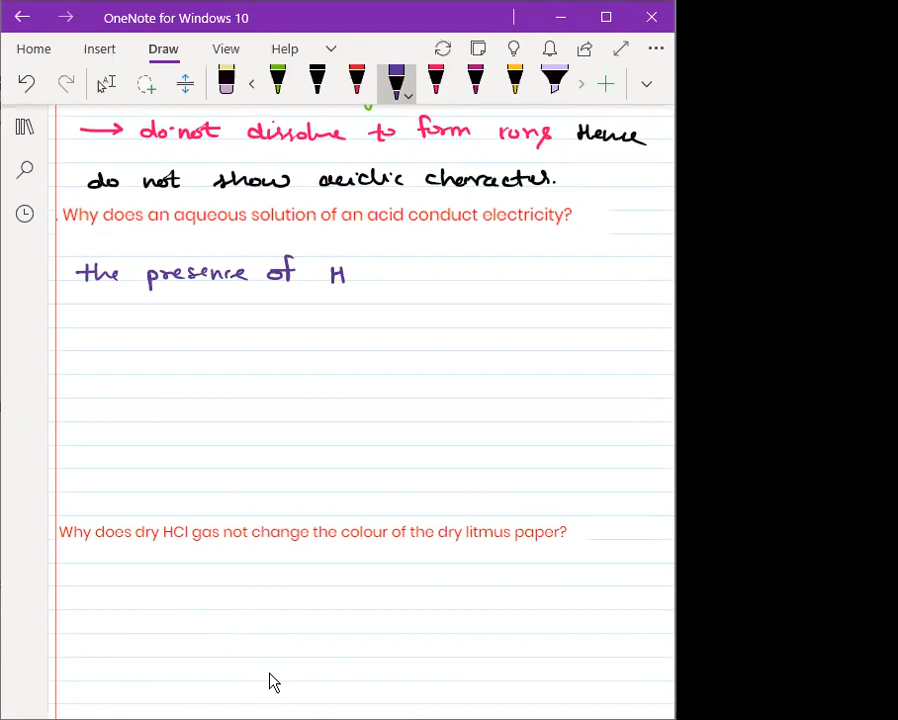 OneNote for Windows 10
Home Insert Draw View Help
→ do not dissolve to form ions Hence
do not show acidic character.
Why does an aqueous solution of an acid conduct electricity?
the presence of H
Why does dry HCl gas not change the colour of the dry litmus paper?